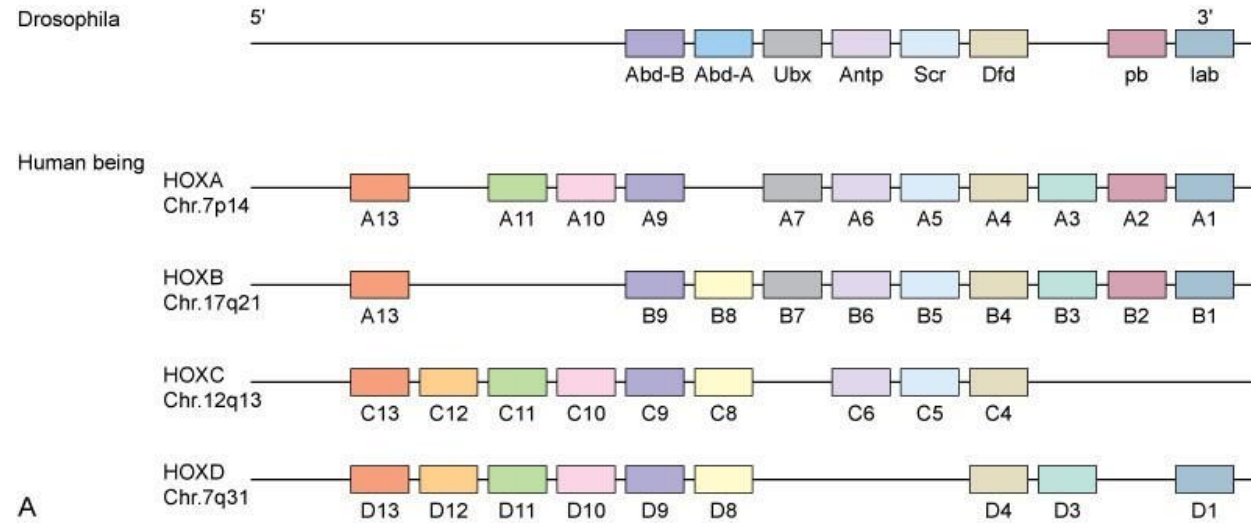 Drosophila
5' 3'
Abd-B Abd-A Ubx Antp Scr Dfd pb lab
Human being
HOXA
Chr.7p14
A13 A11 A10 A9 A7 A6 A5 A4 A3 A2 A1
HOXB
Chr.17q21
A13 B9 B8 B7 B6 B5 B4 B3 B2 B1
HOXC
Chr.12q13
C13 C12 C11 C10 C9 C8 C6 C5 C4
HOXD
Chr.7q31
D13 D12 D11 D10 D9 D8 D4 D3 D1
A